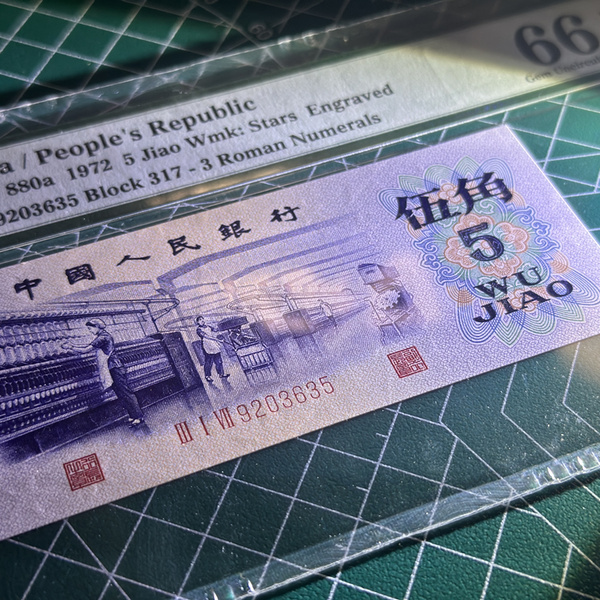 a / People's Republic
880a 1972 5 Jiao Wmk: Stars Engraved
9203635 Block 317 - 3 Roman Numerals
66
Gem
中國人民銀行
伍角
5
WU
JIAO
III I VII 9203635